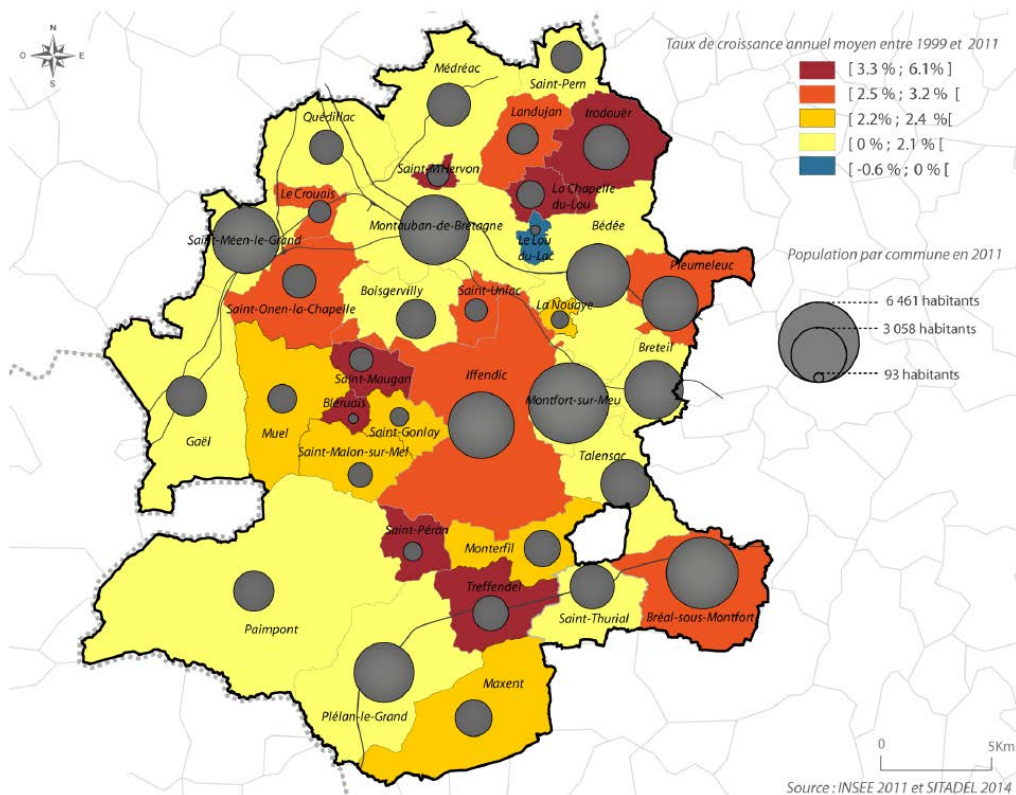 N
O
E
S
Taux de croissance annuel moyen entre 1999 et 2011
[ 3.3% ; 6.1% ]
[ 2.5% ; 3.2% [
[ 2.2% ; 2.4 %[
[ 0 % ; 2.1% [
[ -0.6 % ; 0 % [
Population par commune en 2011
6 461 habitants
3 058 habitants
93 habitants
Saint-Pern
Médréac
Landujan
Irodouër
Quédillac
Saint-M'Hervon
La Chapelle
du-Lou
Le Crouais
Montauban-de-Bretagne
Bédée
Saint-Méen-le-Grand
Le Lou
du-Lac
Pleumeleuc
Boisgervilly
Saint-Uniac
Saint-Onen-la-Chapelle
La Nouaye
Breteil
Iffendic
Saint-Maugan
Montfort-sur-Meu
Bléruais
Muel
Saint-Gonlay
Gaël
Saint-Malon-sur-Mel
Talensac
Saint-Péran
Monterfil
Treffendel
Saint-Thurial
Bréal-sous-Montfort
Paimpont
Maxent
Plélan-le-Grand
0
5Km
Source : INSEE 2011 et SITADEL 2014